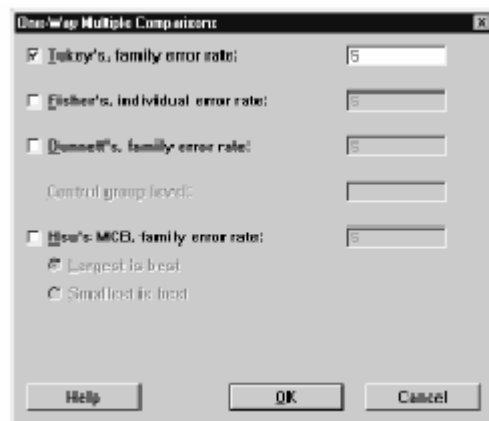 One-Way Multiple Comparisons
Tukey's, family error rate: 5
Fisher's, individual error rate: 5
Dunnett's, family error rate: 5
Control group level:
Hsu's MCB, family error rate: 5
Largest is best
Smallest is best
Help OK Cancel